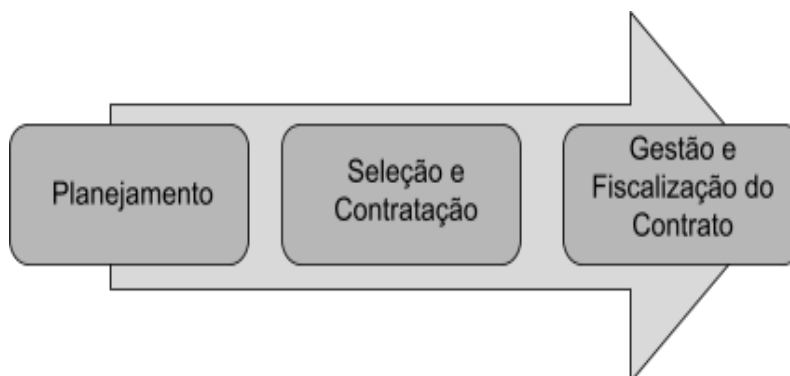 Planejamento
Seleção e
Contratação
Gestão e
Fiscalização do
Contrato